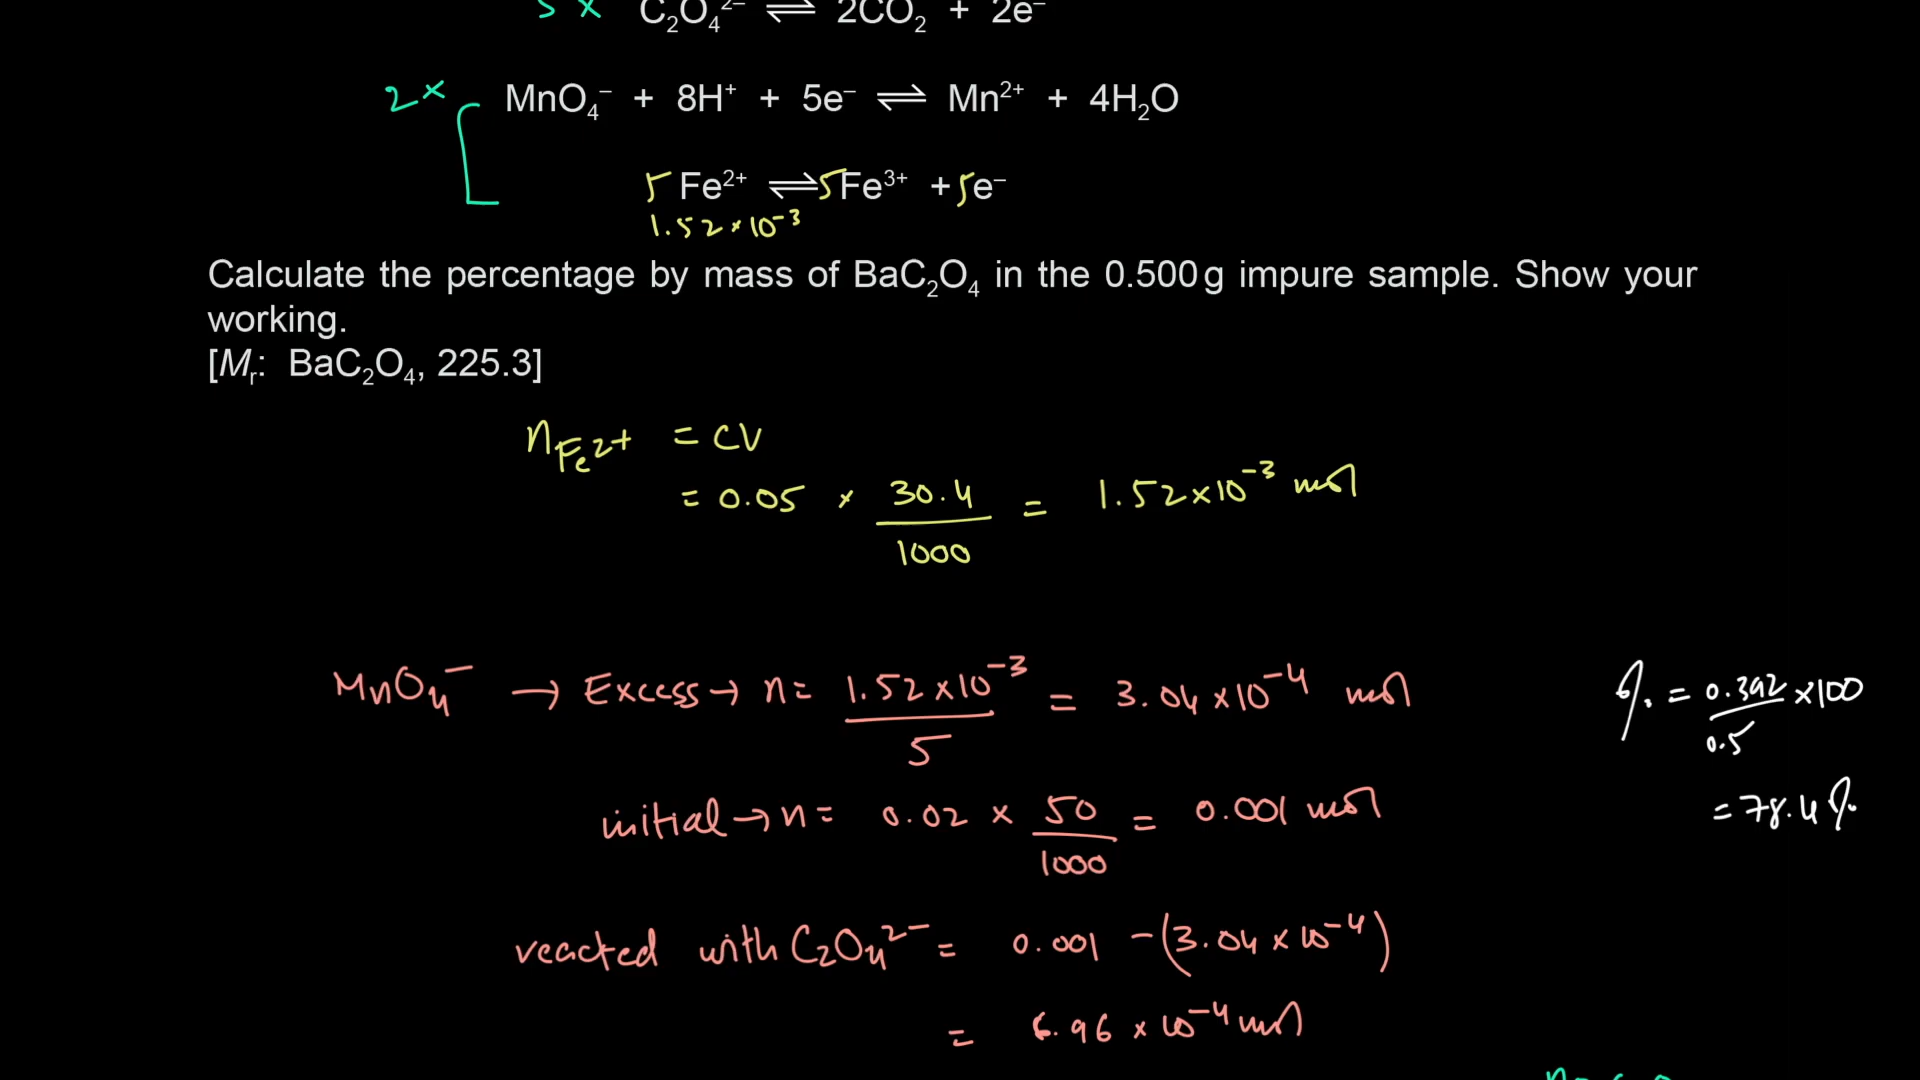 5 × C₂O₄²⁻ ⇌ 2CO₂ + 2e⁻
2 × MnO₄⁻ + 8H⁺ + 5e⁻ ⇌ Mn²⁺ + 4H₂O
5 Fe²⁺ ⇌ 5 Fe³⁺ + 5 e⁻
1.52 × 10⁻³
Calculate the percentage by mass of BaC₂O₄ in the 0.500 g impure sample. Show your
working.
[Mᵣ: BaC₂O₄, 225.3]
n Fe²⁺ = CV
= 0.05 × 30.4/1000 = 1.52 × 10⁻³ mol
MnO₄⁻ → Excess → n = 1.52 × 10⁻³/5 = 3.04 × 10⁻⁴ mol
% = 0.392/0.5 × 100
initial → n = 0.02 × 50/1000 = 0.001 mol
= 78.4 %
reacted with C₂O₄²⁻ = 0.001 − (3.04 × 10⁻⁴)
= 6.96 × 10⁻⁴ mol